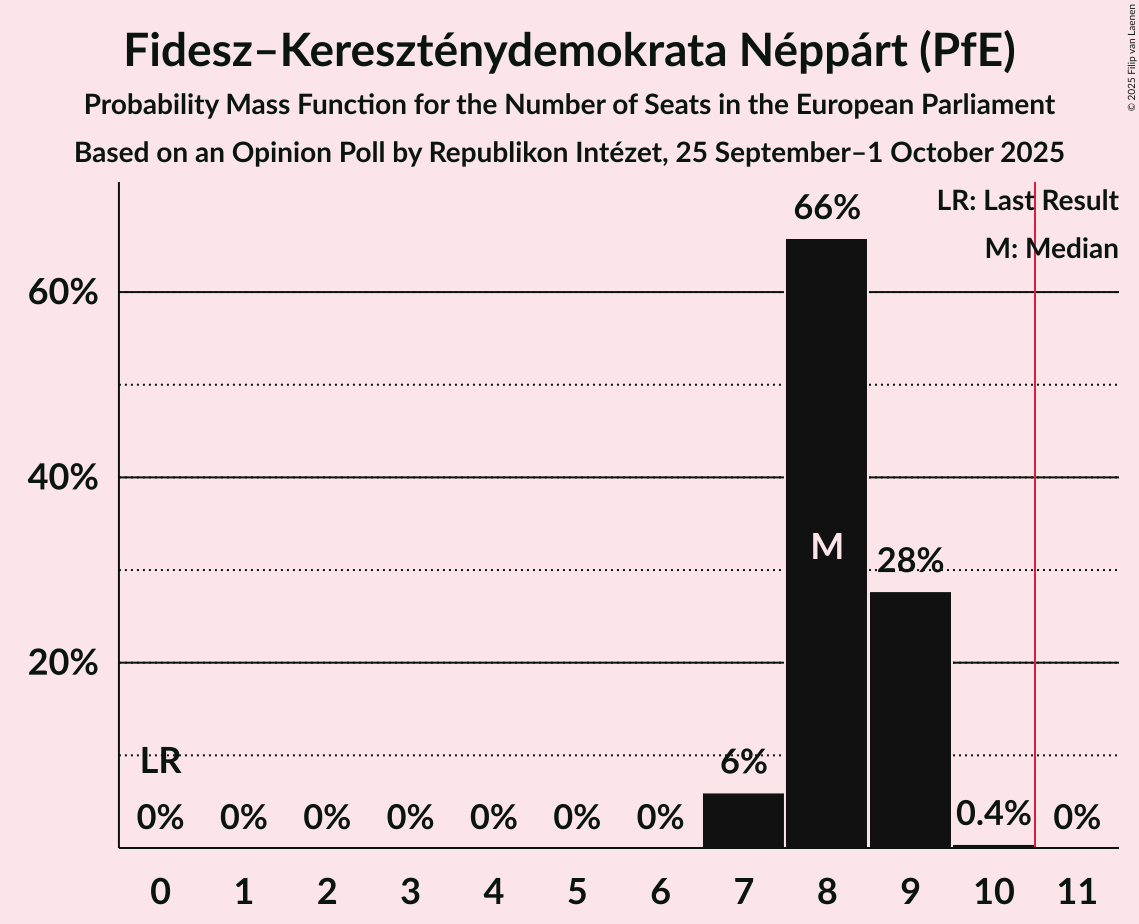 Fidesz–Kereszténydemokrata Néppárt (PfE)
Probability Mass Function for the Number of Seats in the European Parliament
Based on an Opinion Poll by Republikon Intézet, 25 September–1 October 2025
© 2025 Filip van Laenen
LR: Last Result
M: Median
66%
60%
40%
M
28%
20%
LR
6%
0% 0% 0% 0% 0% 0% 0% 0.4% 0%
0 1 2 3 4 5 6 7 8 9 10 11